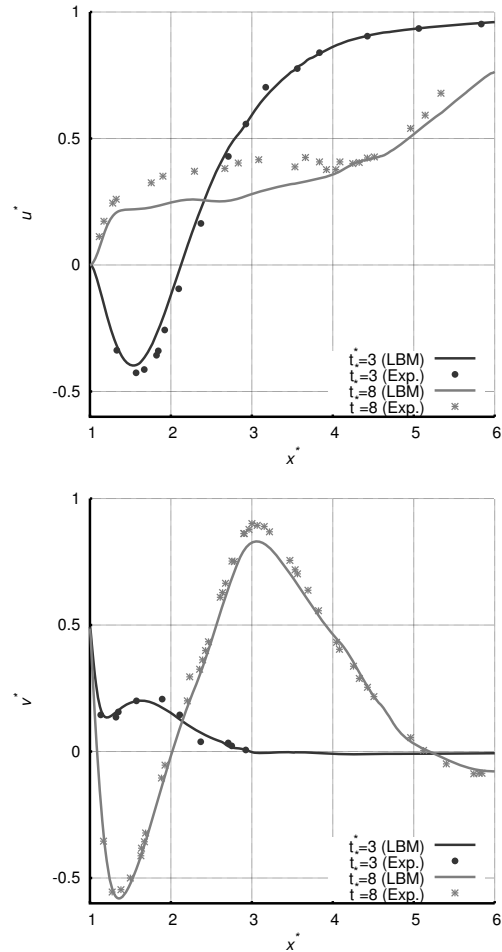 1
0.5
0
-0.5
u*
t*=3 (LBM)
t*=3 (Exp.)
t*=8 (LBM)
t*=8 (Exp.)
1 2 3 4 5 6
x*
1
0.5
0
-0.5
v*
t*=3 (LBM)
t*=3 (Exp.)
t*=8 (LBM)
t*=8 (Exp.)
1 2 3 4 5 6
x*